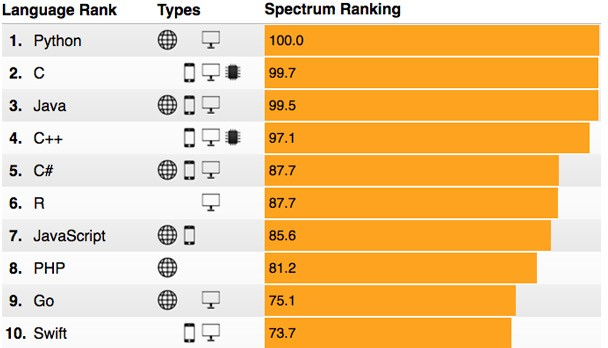 Language Rank Types Spectrum Ranking
1. Python 100.0
2. C 99.7
3. Java 99.5
4. C++ 97.1
5. C# 87.7
6. R 87.7
7. JavaScript 85.6
8. PHP 81.2
9. Go 75.1
10. Swift 73.7